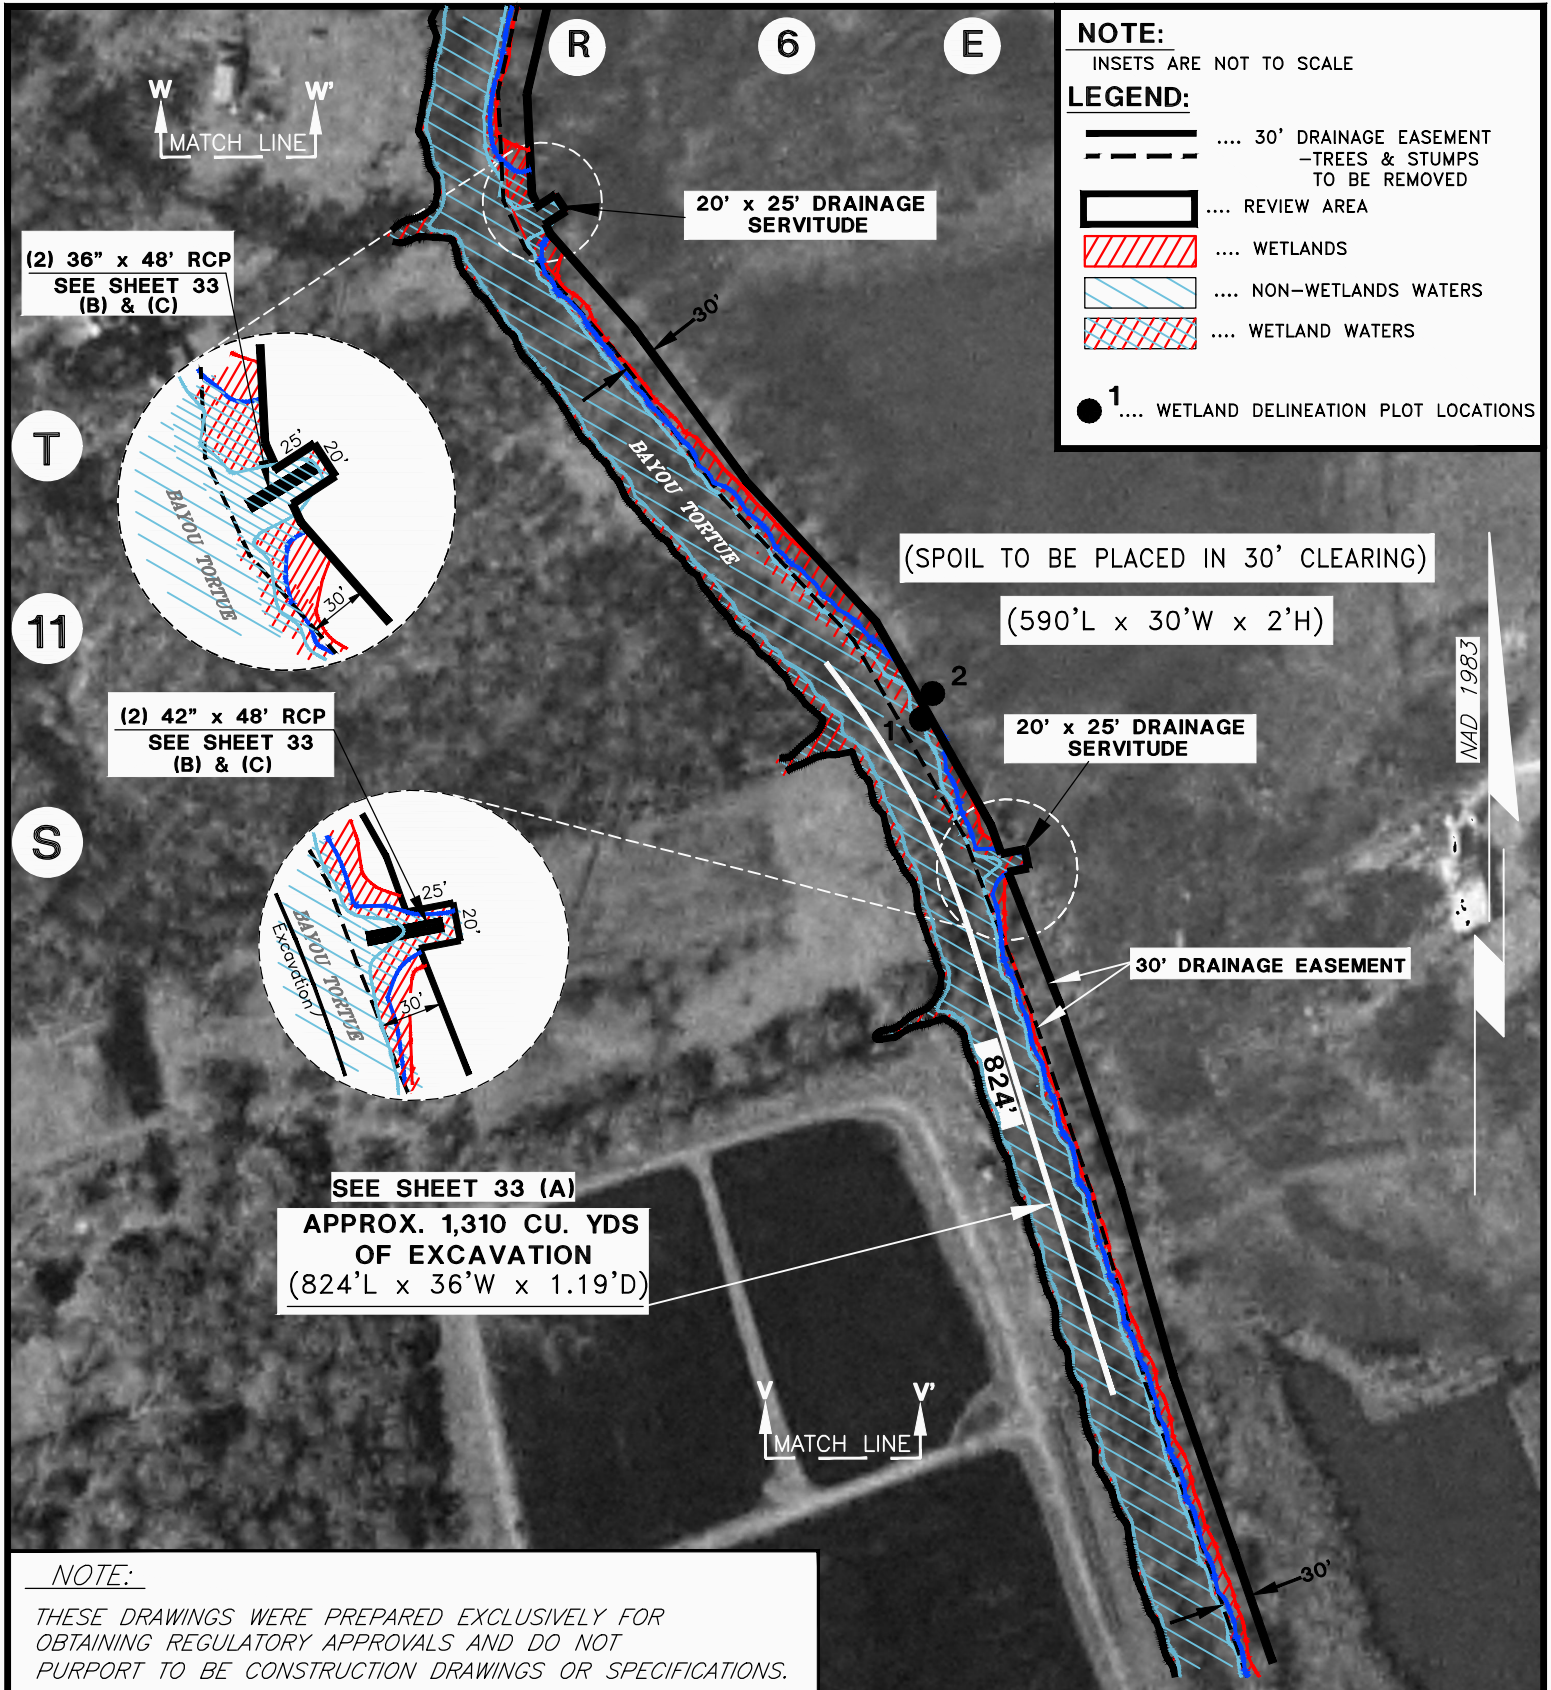 R 6 E
NOTE:
INSETS ARE NOT TO SCALE
LEGEND:
.... 30' DRAINAGE EASEMENT
-TREES & STUMPS
TO BE REMOVED
.... REVIEW AREA
.... WETLANDS
.... NON-WETLANDS WATERS
.... WETLAND WATERS
1
.... WETLAND DELINEATION PLOT LOCATIONS
W W'
MATCH LINE
20' x 25' DRAINAGE
SERVITUDE
(2) 36" x 48' RCP
SEE SHEET 33
(B) & (C)
30'
25'
20'
BAYOU TORTUE
30'
T
11
S
BAYOU TORTUE
(SPOIL TO BE PLACED IN 30' CLEARING)
(590'L x 30'W x 2'H)
NAD 1983
2
1
20' x 25' DRAINAGE
SERVITUDE
(2) 42" x 48' RCP
SEE SHEET 33
(B) & (C)
25'
20'
Excavation
BAYOU TORTUE
30'
30' DRAINAGE EASEMENT
824'
SEE SHEET 33 (A)
APPROX. 1,310 CU. YDS
OF EXCAVATION
(824'L x 36'W x 1.19'D)
V V'
MATCH LINE
30'
NOTE:
THESE DRAWINGS WERE PREPARED EXCLUSIVELY FOR
OBTAINING REGULATORY APPROVALS AND DO NOT
PURPORT TO BE CONSTRUCTION DRAWINGS OR SPECIFICATIONS.